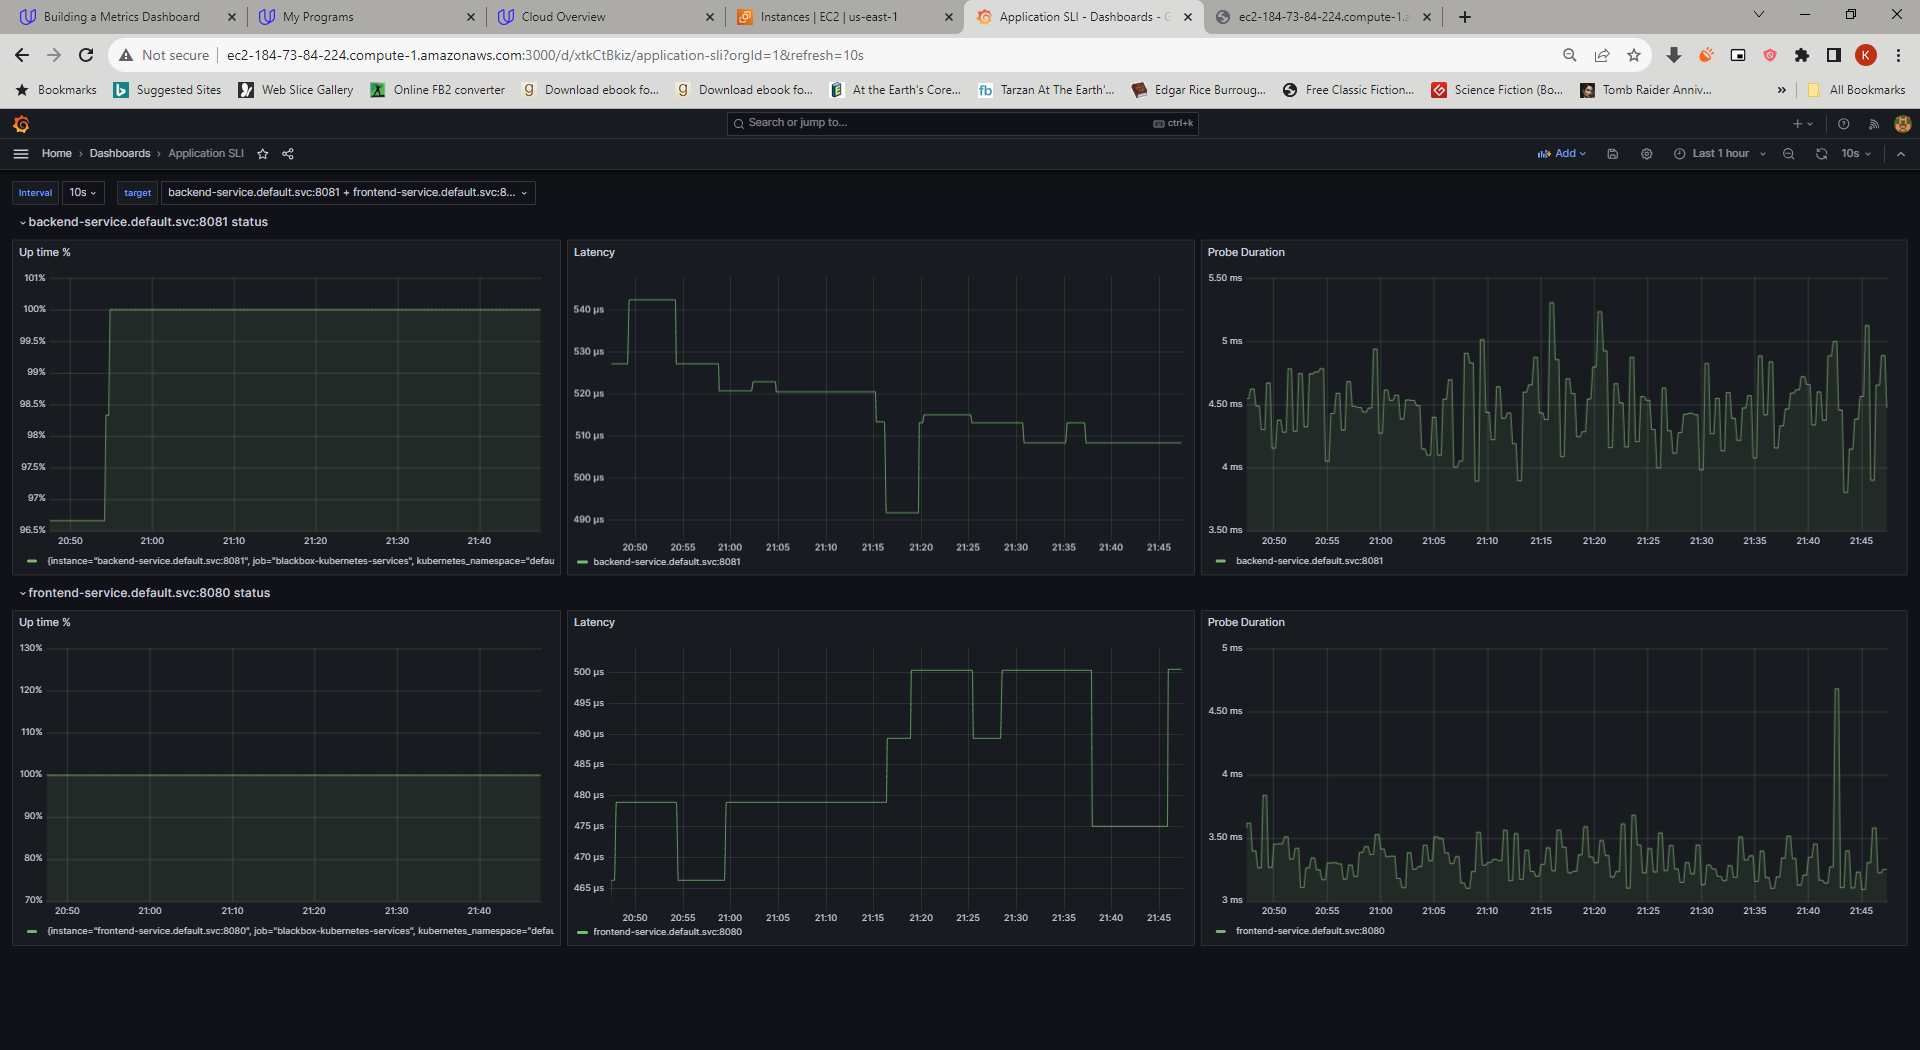 Building a Metrics Dashboard
My Programs
Cloud Overview
Instances | EC2 | us-east-1
Application SLI - Dashboards - G
ec2-184-73-84-224.compute-1.a
Not secure
ec2-184-73-84-224.compute-1.amazonaws.com:3000/d/xtkCtBkiz/application-sli?orgId=1&refresh=10s
K
Bookmarks
Suggested Sites
Web Slice Gallery
Online FB2 converter
Download ebook fo...
Download ebook fo...
At the Earth's Core...
Tarzan At The Earth'...
Edgar Rice Burroug...
Free Classic Fiction...
Science Fiction (Bo...
Tomb Raider Anniv...
»
All Bookmarks
Search or jump to...
ctrl+k
Home › Dashboards › Application SLI
Add
Last 1 hour
10s
Interval
10s
target
backend-service.default.svc:8081 + frontend-service.default.svc:8...
backend-service.default.svc:8081 status
Up time %
101%
100%
99.5%
99%
98.5%
98%
97.5%
97%
96.5%
20:50 21:00 21:10 21:20 21:30 21:40
{instance="backend-service.default.svc:8081", job="blackbox-kubernetes-services", kubernetes_namespace="defau
Latency
540 µs
530 µs
520 µs
510 µs
500 µs
490 µs
20:50 20:55 21:00 21:05 21:10 21:15 21:20 21:25 21:30 21:35 21:40 21:45
backend-service.default.svc:8081
Probe Duration
5.50 ms
5 ms
4.50 ms
4 ms
3.50 ms
20:50 20:55 21:00 21:05 21:10 21:15 21:20 21:25 21:30 21:35 21:40 21:45
backend-service.default.svc:8081
frontend-service.default.svc:8080 status
Up time %
130%
120%
110%
100%
90%
80%
70%
20:50 21:00 21:10 21:20 21:30 21:40
{instance="frontend-service.default.svc:8080", job="blackbox-kubernetes-services", kubernetes_namespace="defau
Latency
500 µs
495 µs
490 µs
485 µs
480 µs
475 µs
470 µs
465 µs
20:50 20:55 21:00 21:05 21:10 21:15 21:20 21:25 21:30 21:35 21:40 21:45
frontend-service.default.svc:8080
Probe Duration
5 ms
4.50 ms
4 ms
3.50 ms
3 ms
20:50 20:55 21:00 21:05 21:10 21:15 21:20 21:25 21:30 21:35 21:40 21:45
frontend-service.default.svc:8080